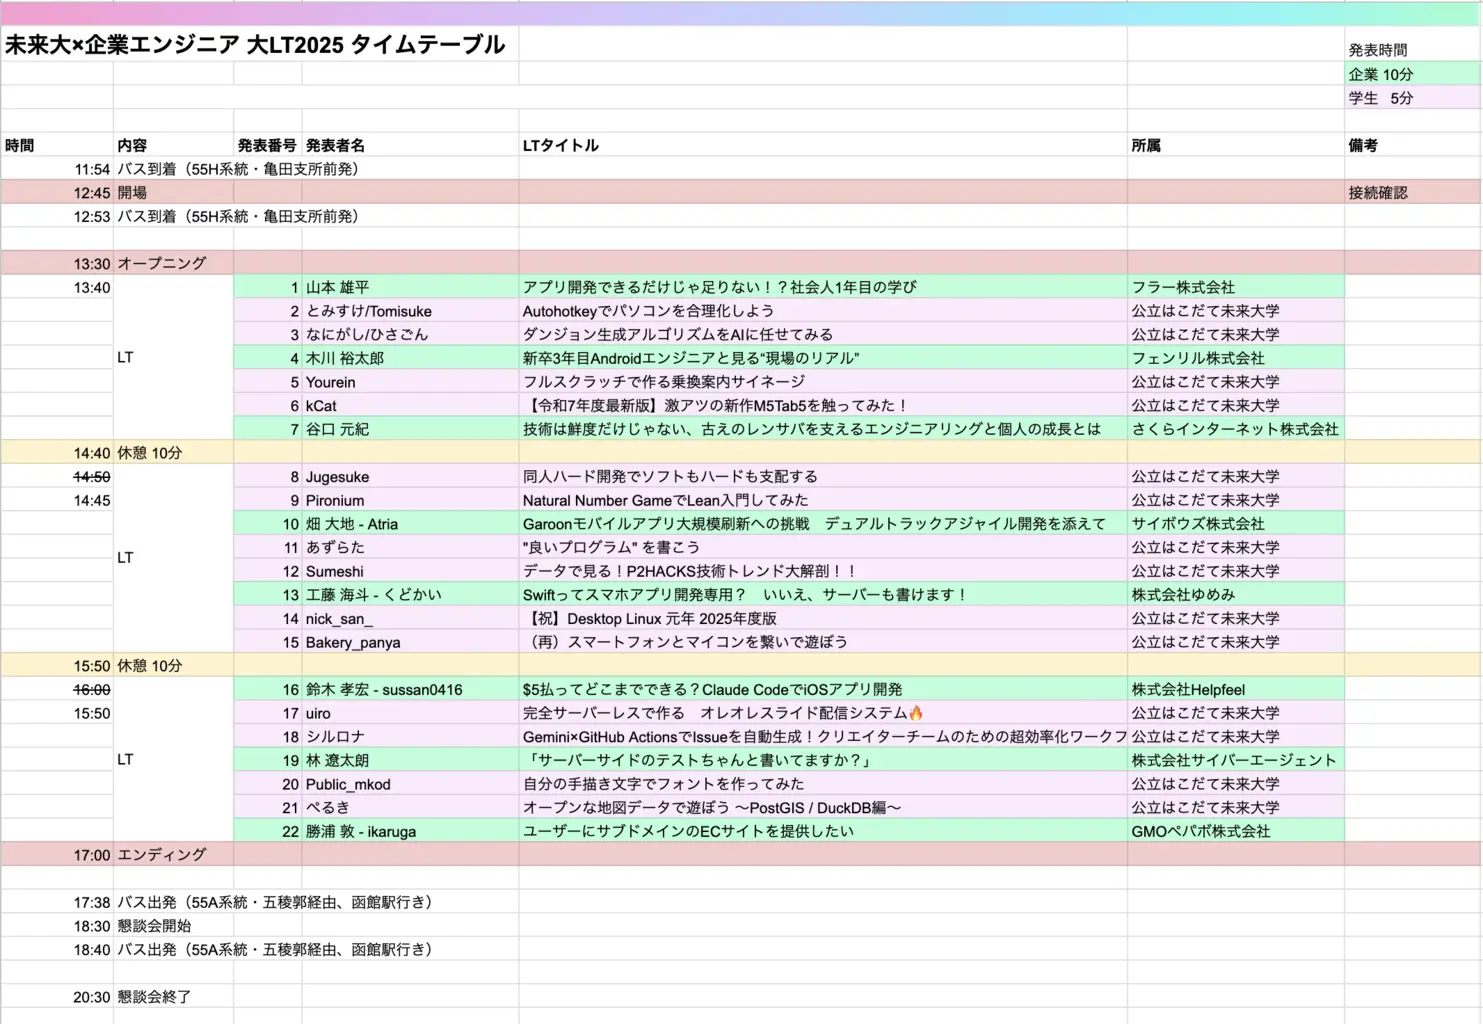 未来大×企業エンジニア 大LT2025 タイムテーブル
発表時間
企業 10分
学生 5分
時間 内容 発表番号 発表者名 LTタイトル 所属 備考
11:54 バス到着（55H系統・亀田支所前発）
12:45 開場 接続確認
12:53 バス到着（55H系統・亀田支所前発）
13:30 オープニング
13:40 LT
1 山本 雄平 アプリ開発できるだけじゃ足りない！？社会人1年目の学び フラー株式会社
2 とみすけ/Tomisuke Autohotkeyでパソコンを合理化しよう 公立はこだて未来大学
3 なにがし/ひさごん ダンジョン生成アルゴリズムをAIに任せてみる 公立はこだて未来大学
4 木川 裕太郎 新卒3年目Androidエンジニアと見る“現場のリアル” フェンリル株式会社
5 Yourein フルスクラッチで作る乗換案内サイネージ 公立はこだて未来大学
6 kCat 【令和7年度最新版】激アツの新作M5Tab5を触ってみた！ 公立はこだて未来大学
7 谷口 元紀 技術は鮮度だけじゃない、古えのレンサバを支えるエンジニアリングと個人の成長とは さくらインターネット株式会社
14:40 休憩 10分
14:50
14:45 LT
8 Jugesuke 同人ハード開発でソフトもハードも支配する 公立はこだて未来大学
9 Pironium Natural Number GameでLean入門してみた 公立はこだて未来大学
10 畑 大地 - Atria Garoonモバイルアプリ大規模刷新への挑戦　デュアルトラックアジャイル開発を添えて サイボウズ株式会社
11 あずらた "良いプログラム" を書こう 公立はこだて未来大学
12 Sumeshi データで見る！P2HACKS技術トレンド大解剖！！ 公立はこだて未来大学
13 工藤 海斗 - くどかい Swiftってスマホアプリ開発専用？　いいえ、サーバーも書けます！ 株式会社ゆめみ
14 nick_san_ 【祝】Desktop Linux 元年 2025年度版 公立はこだて未来大学
15 Bakery_panya （再）スマートフォンとマイコンを繋いで遊ぼう 公立はこだて未来大学
15:50 休憩 10分
16:00
15:50 LT
16 鈴木 孝宏 - sussan0416 $5払ってどこまでできる？Claude CodeでiOSアプリ開発 株式会社Helpfeel
17 uiro 完全サーバーレスで作る　オレオレスライド配信システム🔥 公立はこだて未来大学
18 シルロナ Gemini×GitHub ActionsでIssueを自動生成！クリエイターチームのための超効率化ワークフ 公立はこだて未来大学
19 林 遼太朗 「サーバーサイドのテストちゃんと書いてますか？」 株式会社サイバーエージェント
20 Public_mkod 自分の手描き文字でフォントを作ってみた 公立はこだて未来大学
21 ぺるき オープンな地図データで遊ぼう 〜PostGIS / DuckDB編〜 公立はこだて未来大学
22 勝浦 敦 - ikaruga ユーザーにサブドメインのECサイトを提供したい GMOペパボ株式会社
17:00 エンディング
17:38 バス出発（55A系統・五稜郭経由、函館駅行き）
18:30 懇談会開始
18:40 バス出発（55A系統・五稜郭経由、函館駅行き）
20:30 懇談会終了